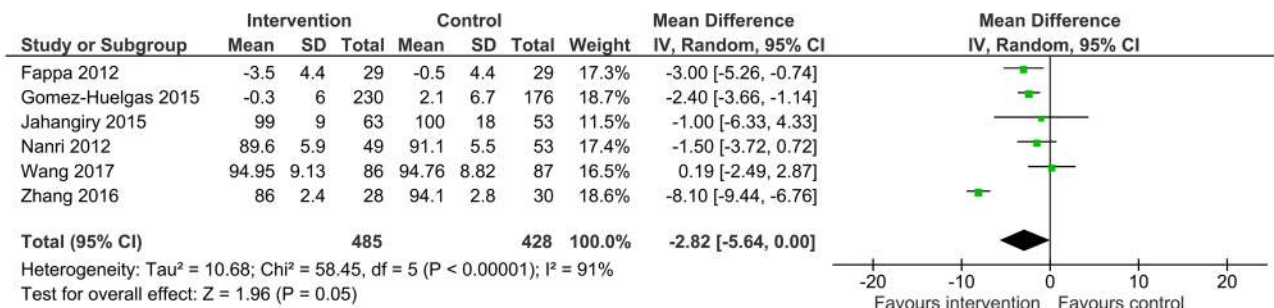 Intervention Control Mean Difference Mean Difference
Study or Subgroup Mean SD Total Mean SD Total Weight IV, Random, 95% CI IV, Random, 95% CI
Fappa 2012 -3.5 4.4 29 -0.5 4.4 29 17.3% -3.00 [-5.26, -0.74]
Gomez-Huelgas 2015 -0.3 6 230 2.1 6.7 176 18.7% -2.40 [-3.66, -1.14]
Jahangiry 2015 99 9 63 100 18 53 11.5% -1.00 [-6.33, 4.33]
Nanri 2012 89.6 5.9 49 91.1 5.5 53 17.4% -1.50 [-3.72, 0.72]
Wang 2017 94.95 9.13 86 94.76 8.82 87 16.5% 0.19 [-2.49, 2.87]
Zhang 2016 86 2.4 28 94.1 2.8 30 18.6% -8.10 [-9.44, -6.76]
Total (95% CI) 485 428 100.0% -2.82 [-5.64, 0.00]
Heterogeneity: Tau² = 10.68; Chi² = 58.45, df = 5 (P < 0.00001); I² = 91%
Test for overall effect: Z = 1.96 (P = 0.05)
-20 -10 0 10 20
Favours intervention Favours control